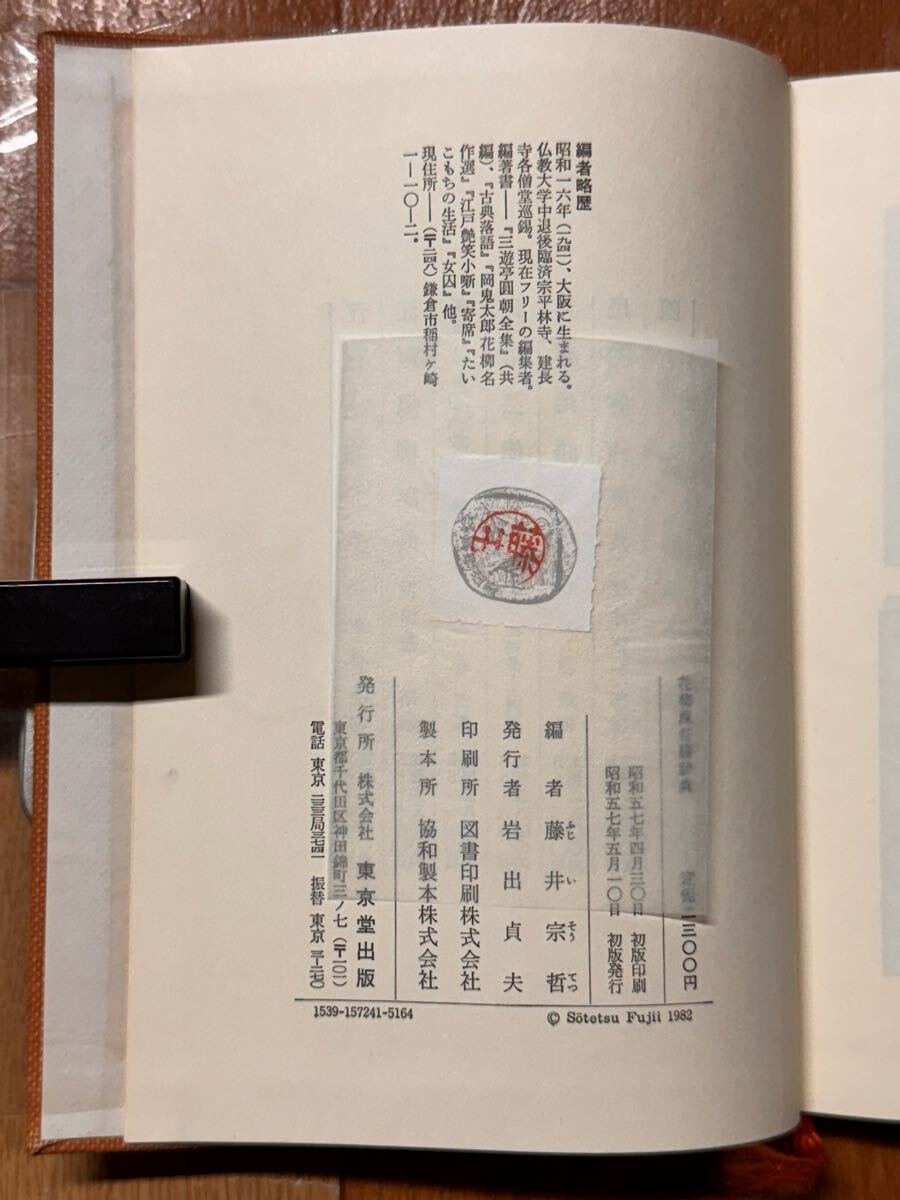 編者略歴
昭和一六年(一九四一)、大阪に生まれる。
仏教大学中退後臨済宗平林寺、建長
寺各僧堂巡錫。現在フリーの編集者。
編著書――『三遊亭圓朝全集』(共
編)、『古典落語』『岡鬼太郎花柳名
作選』『江戸艶笑小噺』『寄席』『たい
こもちの生活』『女囚』他。
現住所――(〒二四八)鎌倉市稲村ヶ崎
一―一〇―二。
定価二三〇〇円
昭和五七年四月三〇日 初版印刷
昭和五七年五月一〇日 初版発行
編者 藤井宗哲
ふじ い そう てつ
発行者 岩出貞夫
印刷所 図書印刷株式会社
製本所 協和製本株式会社
発行所 株式会社 東京堂出版
東京都千代田区神田錦町三ノ七(〒一〇一)
電話 東京 二三三局三七四一 振替 東京 三―二七〇
1539-157241-5164
© Sōtetsu Fujii 1982